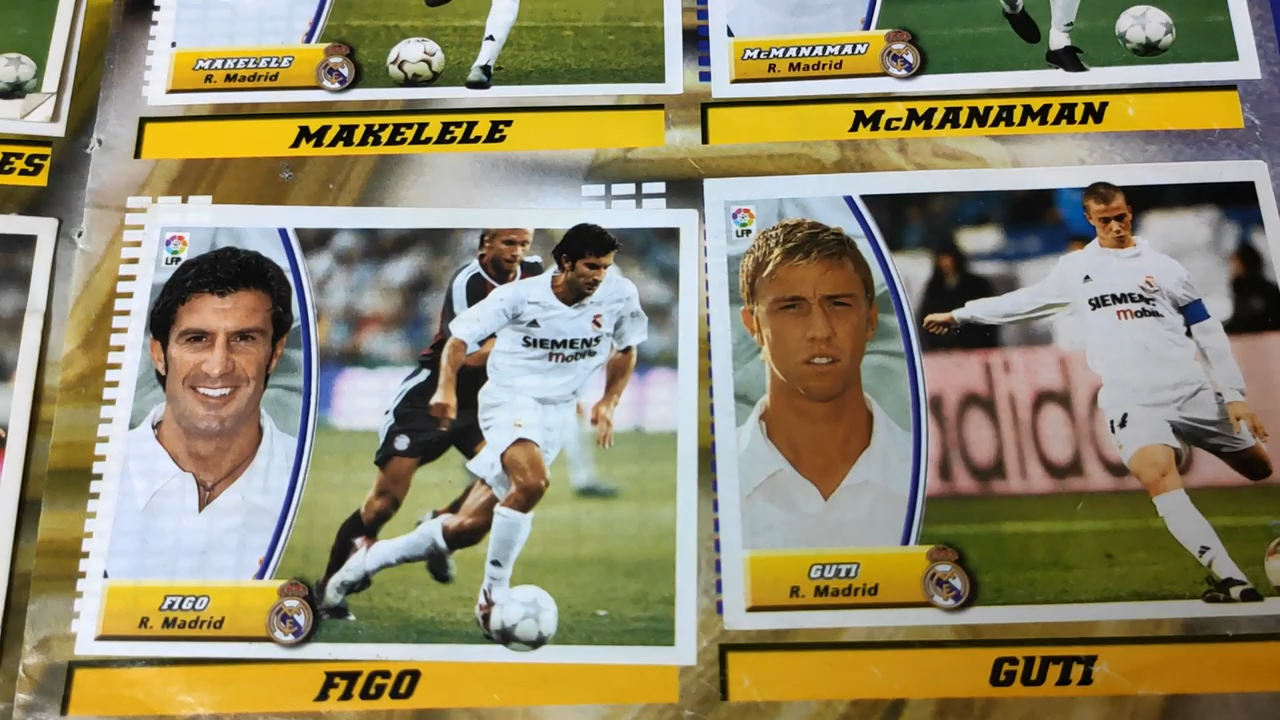 MAKELELE
R. Madrid
McMANAMAN
R. Madrid
MAKELELE
McMANAMAN
ES
LFP
SIEMENS
mobile
LFP
SIEMENS
mobile
adidas
14
FIGO
R. Madrid
GUTI
R. Madrid
FIGO
GUTI